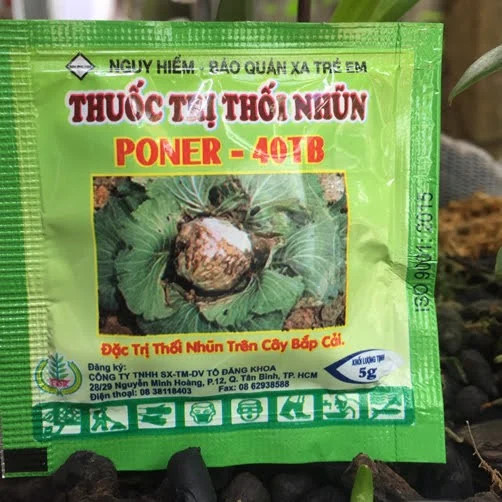 NGUY HIỂM - BẢO QUẢN XA TRẺ EM
THUỐC TRỊ THỐI NHŨN
PONER - 40TB
ISO 9001:2015
Đặc Trị Thối Nhũn Trên Cây Bắp Cải.
Đăng ký:
CÔNG TY TNHH SX-TM-DV TÔ ĐĂNG KHOA
28/29 Nguyễn Minh Hoàng, P.12, Q. Tân Bình, TP. HCM
Điện thoại: 08 38118403 Fax: 08 62938588
KHỐI LƯỢNG TỊNH
5g